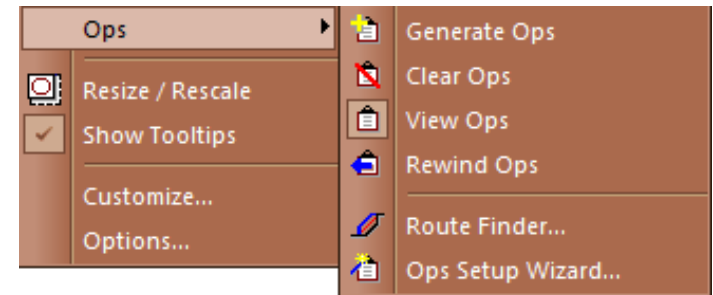 Ops
Resize / Rescale
Show Tooltips
Customize...
Options...
Generate Ops
Clear Ops
View Ops
Rewind Ops
Route Finder...
Ops Setup Wizard...